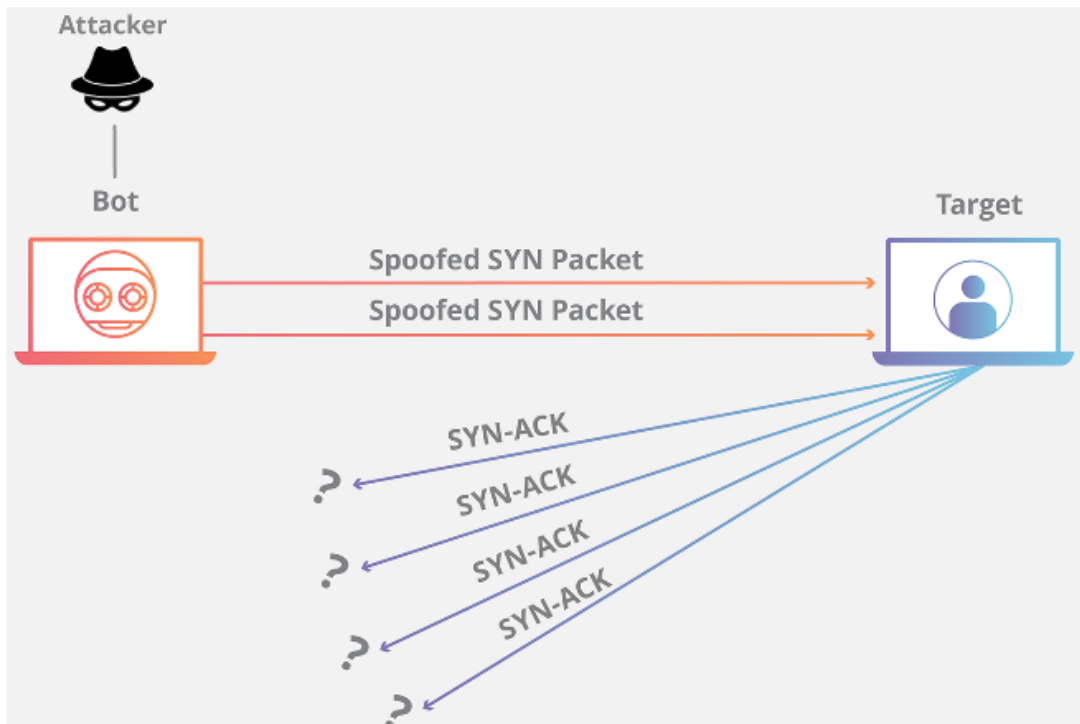 Attacker
Bot
Target
Spoofed SYN Packet
Spoofed SYN Packet
SYN-ACK
?
SYN-ACK
?
SYN-ACK
?
SYN-ACK
?